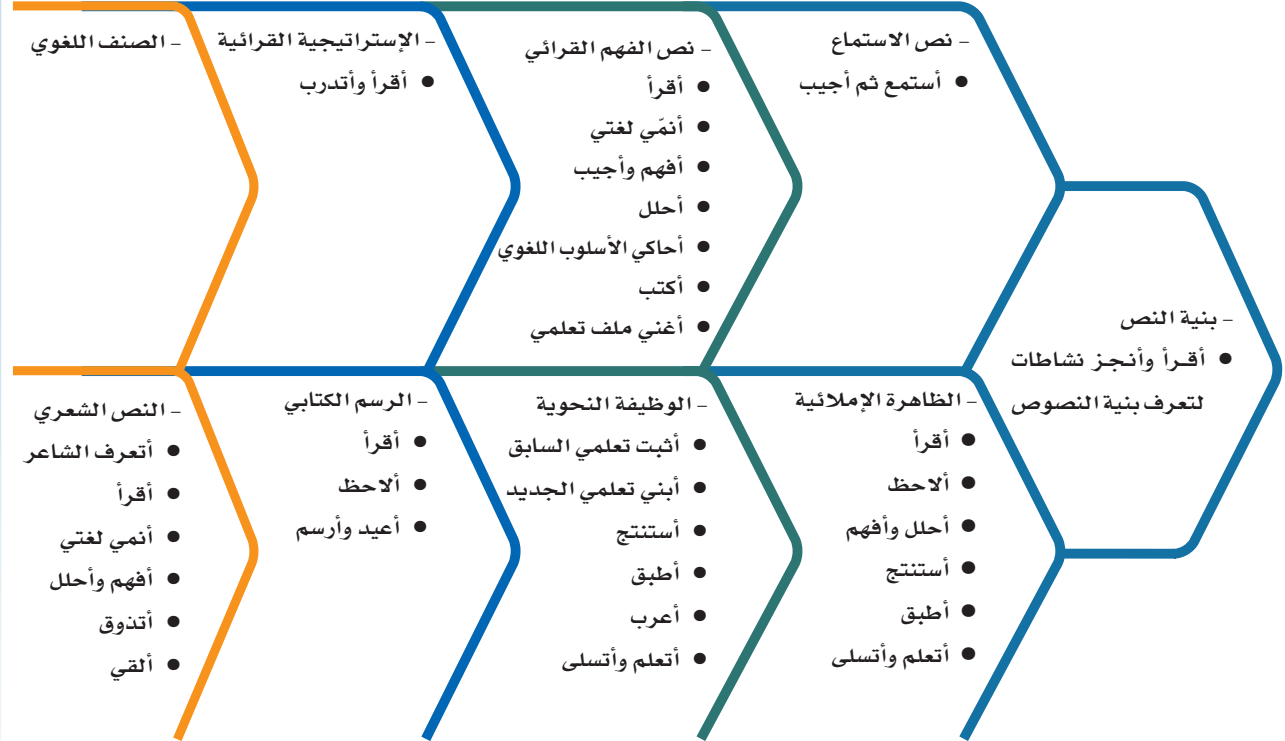 – بنية النص
● أقرأ وأنجز نشاطات
لتعرف بنية النصوص
– نص الاستماع
● أستمع ثم أجيب
– نص الفهم القرائي
● أقرأ
● أنمّي لغتي
● أفهم وأجيب
● أحلل
● أحاكي الأسلوب اللغوي
● أكتب
● أغني ملف تعلمي
– الإستراتيجية القرائية
● أقرأ وأتدرب
– الصنف اللغوي
– الظاهرة الإملائية
● أقرأ
● ألاحظ
● أحلل وأفهم
● أستنتج
● أطبق
● أتعلم وأتسلى
– الوظيفة النحوية
● أثبت تعلمي السابق
● أبني تعلمي الجديد
● أستنتج
● أطبق
● أعرب
● أتعلم وأتسلى
– الرسم الكتابي
● أقرأ
● ألاحظ
● أعيد وأرسم
– النص الشعري
● أتعرف الشاعر
● أقرأ
● أنمي لغتي
● أفهم وأحلل
● أتذوق
● ألقي